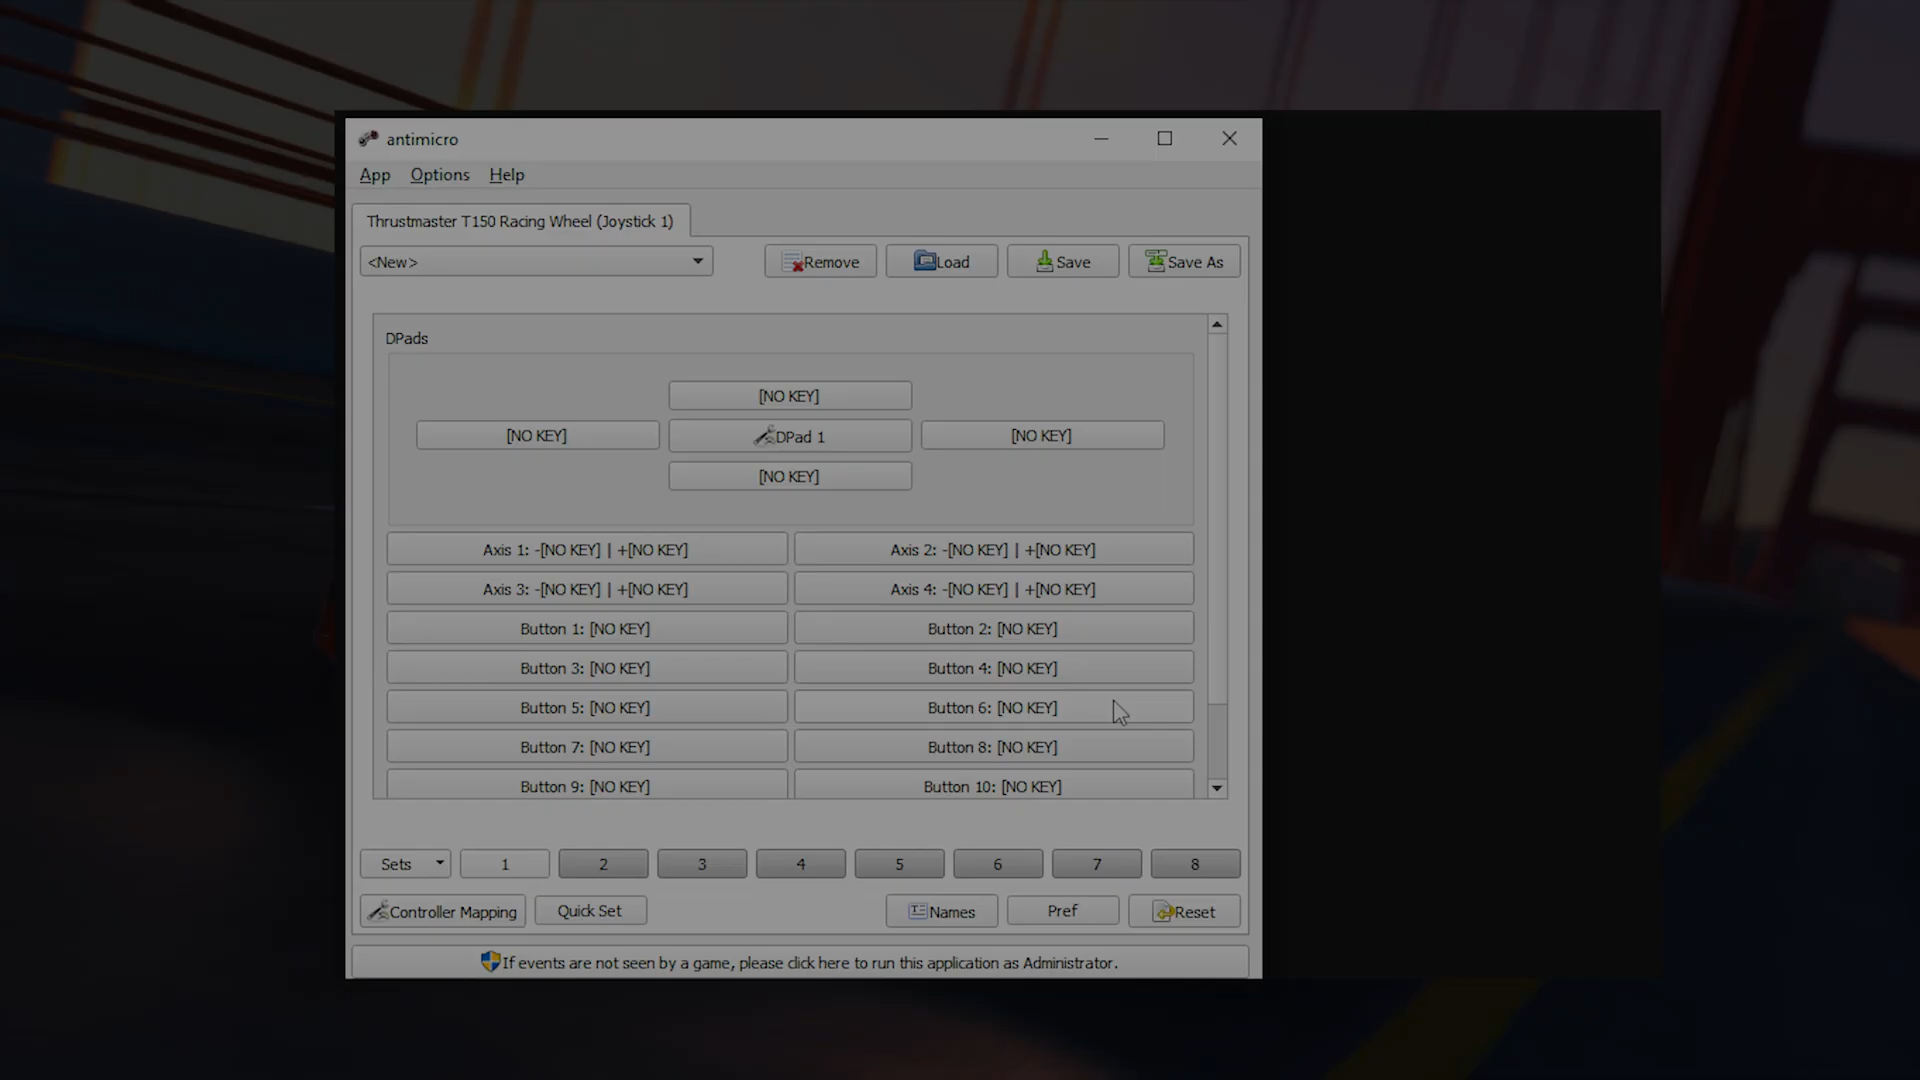 antimicro
App Options Help
Thrustmaster T150 Racing Wheel (Joystick 1)
<New> Remove Load Save Save As
DPads
[NO KEY]
[NO KEY] DPad 1 [NO KEY]
[NO KEY]
Axis 1: -[NO KEY] | +[NO KEY] Axis 2: -[NO KEY] | +[NO KEY]
Axis 3: -[NO KEY] | +[NO KEY] Axis 4: -[NO KEY] | +[NO KEY]
Button 1: [NO KEY] Button 2: [NO KEY]
Button 3: [NO KEY] Button 4: [NO KEY]
Button 5: [NO KEY] Button 6: [NO KEY]
Button 7: [NO KEY] Button 8: [NO KEY]
Button 9: [NO KEY] Button 10: [NO KEY]
Sets 1 2 3 4 5 6 7 8
Controller Mapping Quick Set Names Pref Reset
If events are not seen by a game, please click here to run this application as Administrator.